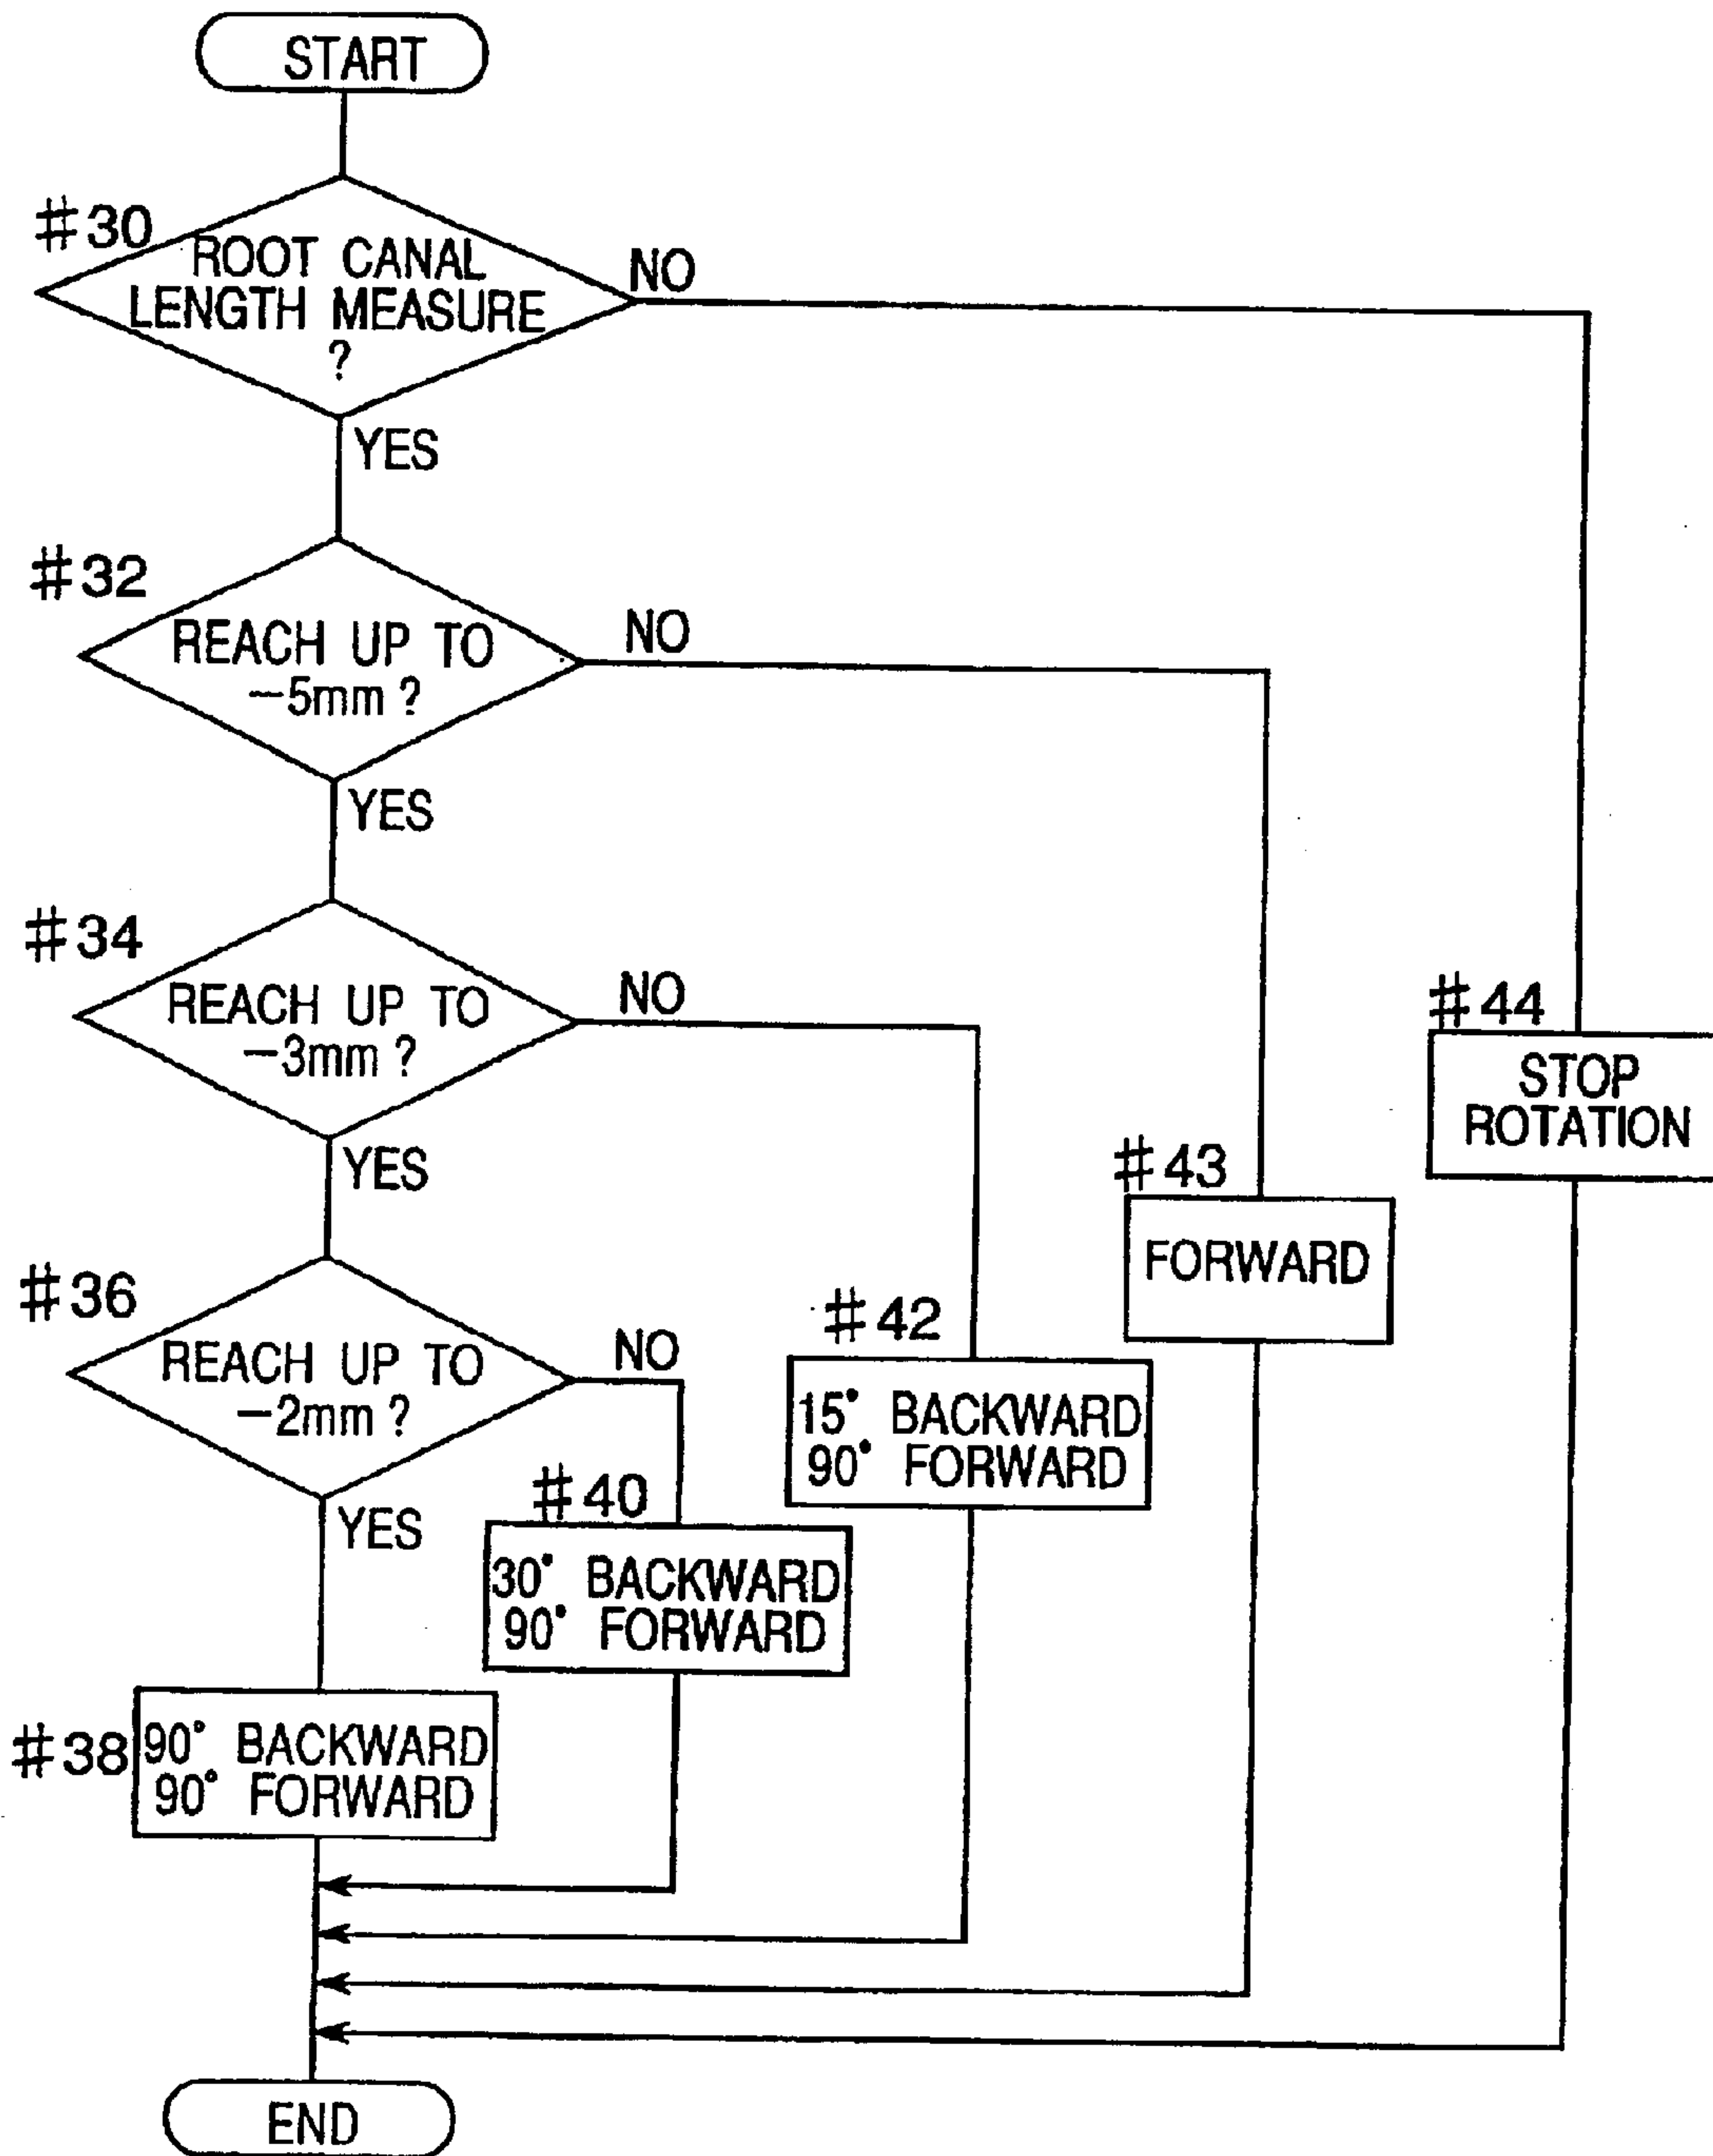 START
#30
ROOT CANAL
LENGTH MEASURE
?
NO
YES
#32
REACH UP TO
−5mm ?
NO
YES
#34
REACH UP TO
−3mm ?
NO
YES
#44
STOP
ROTATION
#43
FORWARD
#36
REACH UP TO
−2mm ?
NO
YES
#42
15° BACKWARD
90° FORWARD
#40
30° BACKWARD
90° FORWARD
#38
90° BACKWARD
90° FORWARD
END